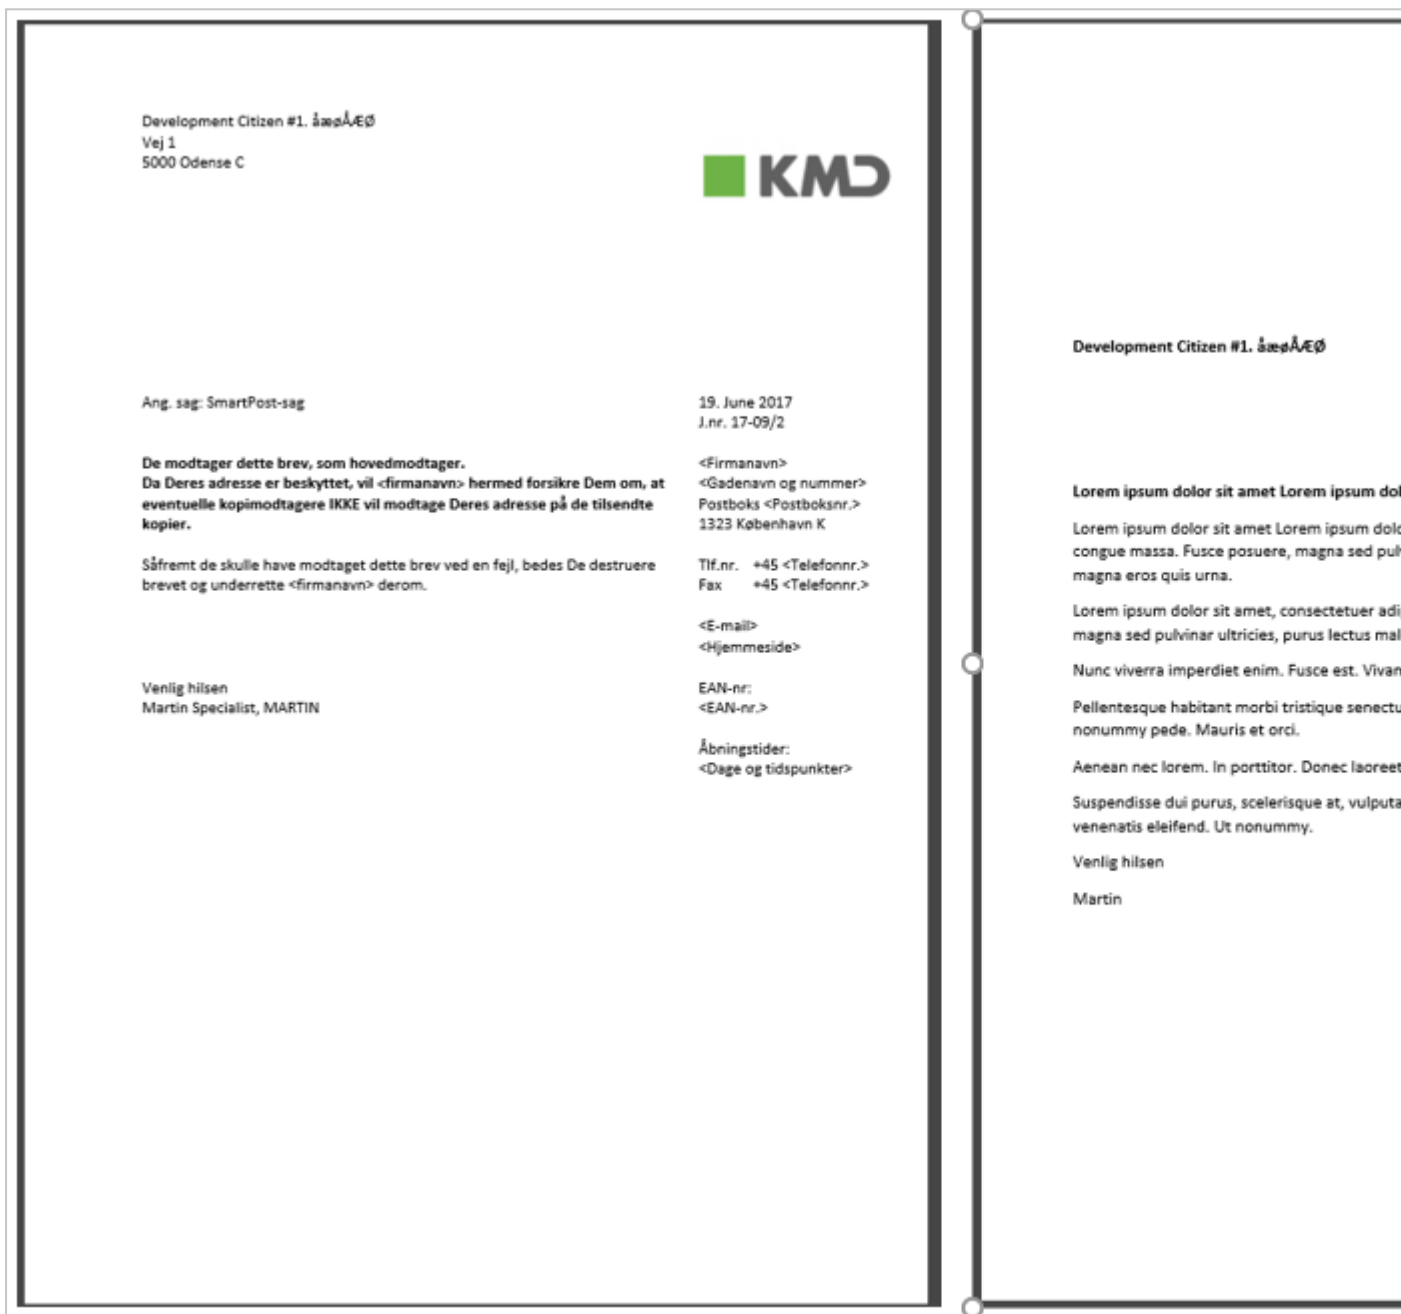 Development Citizen #1. åæøÅÆØ
Vej 1
5000 Odense C
KMD
Ang. sag: SmartPost-sag
De modtager dette brev, som hovedmodtager.
Da Deres adresse er beskyttet, vil <firmanavn> hermed forsikre Dem om, at
eventuelle kopimodtagere IKKE vil modtage Deres adresse på de tilsendte
kopier.
Såfremt de skulle have modtaget dette brev ved en fejl, bedes De destruere
brevet og underrette <firmanavn> derom.
Venlig hilsen
Martin Specialist, MARTIN
19. June 2017
J.nr. 17-09/2
<Firmanavn>
<Gadenavn og nummer>
Postboks <Postboksnr.>
1323 København K
Tlf.nr. +45 <Telefonnr.>
Fax +45 <Telefonnr.>
<E-mail>
<Hjemmeside>
EAN-nr:
<EAN-nr.>
Åbningstider:
<Dage og tidspunkter>
Development Citizen #1. åæøÅÆØ
Lorem ipsum dolor sit amet Lorem ipsum
Lorem ipsum dolor sit amet Lorem ipsum
congue massa. Fusce posuere, magna sed
magna eros quis urna.
Lorem ipsum dolor sit amet, consectetuer
magna sed pulvinar ultricies, purus lectus
Nunc viverra imperdiet enim. Fusce est.
Pellentesque habitant morbi tristique
nonummy pede. Mauris et orci.
Aenean nec lorem. In porttitor. Donec laoreet
Suspendisse dui purus, scelerisque at,
venenatis eleifend. Ut nonummy.
Venlig hilsen
Martin